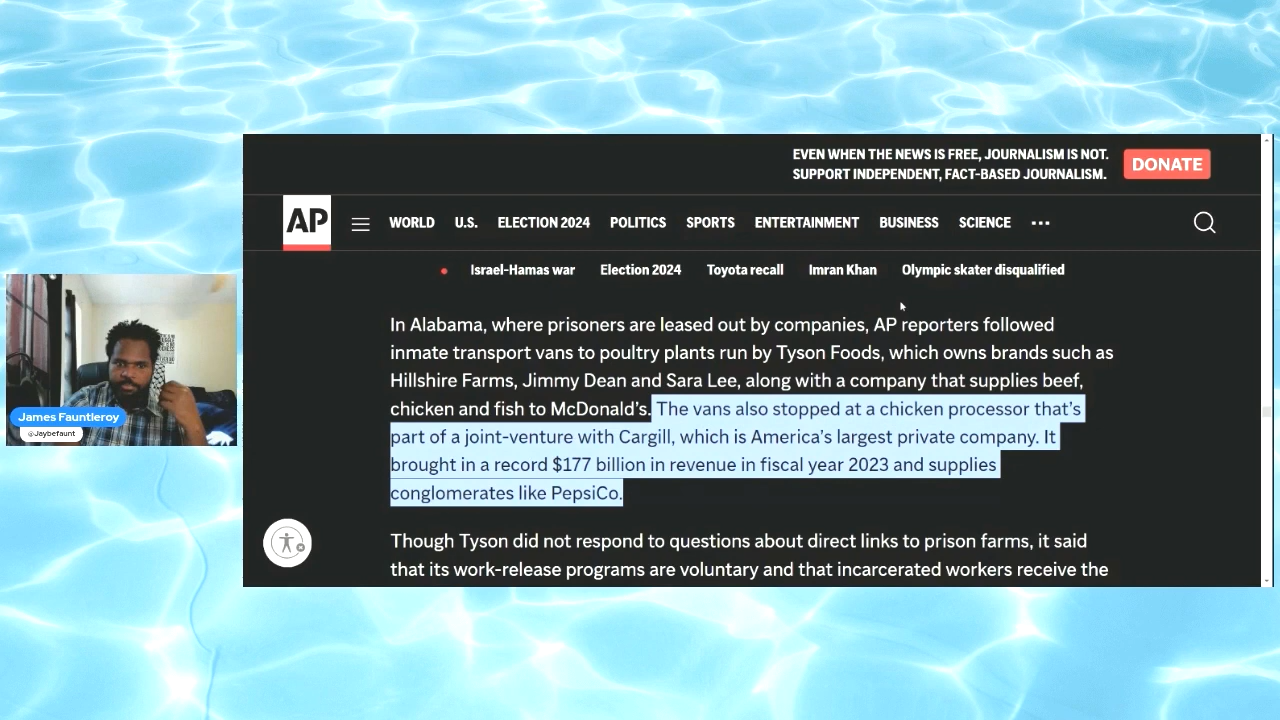 EVEN WHEN THE NEWS IS FREE, JOURNALISM IS NOT.
SUPPORT INDEPENDENT, FACT-BASED JOURNALISM.
DONATE
AP
WORLD U.S. ELECTION 2024 POLITICS SPORTS ENTERTAINMENT BUSINESS SCIENCE
Israel-Hamas war Election 2024 Toyota recall Imran Khan Olympic skater disqualified
In Alabama, where prisoners are leased out by companies, AP reporters followed
inmate transport vans to poultry plants run by Tyson Foods, which owns brands such as
Hillshire Farms, Jimmy Dean and Sara Lee, along with a company that supplies beef,
chicken and fish to McDonald’s. The vans also stopped at a chicken processor that’s
part of a joint-venture with Cargill, which is America’s largest private company. It
brought in a record $177 billion in revenue in fiscal year 2023 and supplies
conglomerates like PepsiCo.
Though Tyson did not respond to questions about direct links to prison farms, it said
that its work-release programs are voluntary and that incarcerated workers receive the
James Fauntleroy
@Jaybefaunt